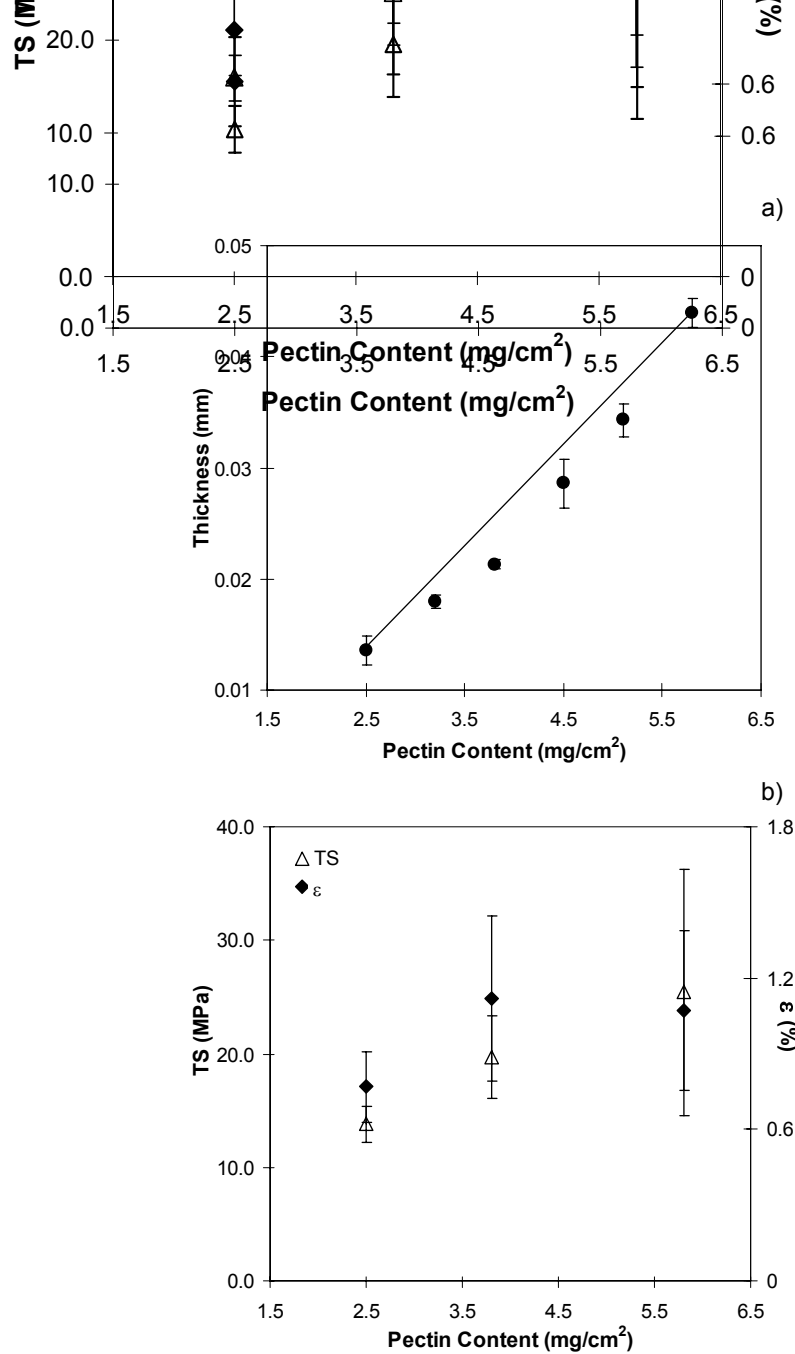 TS (M
(%)
20.0
0.6
10.0
0.6
10.0
a)
0.05
0.0
0
1.5 2.5 3.5 4.5 5.5 6.5
0.0
0
Pectin Content (mg/cm²)
0.04
1.5 2.5 3.5 4.5 5.5 6.5
Pectin Content (mg/cm²)
Thickness (mm)
0.03
0.02
0.01
1.5 2.5 3.5 4.5 5.5 6.5
Pectin Content (mg/cm²)
b)
40.0
1.8
TS
ε
30.0
1.2
TS (MPa)
ε (%)
20.0
0.6
10.0
0.0
0
1.5 2.5 3.5 4.5 5.5 6.5
Pectin Content (mg/cm²)